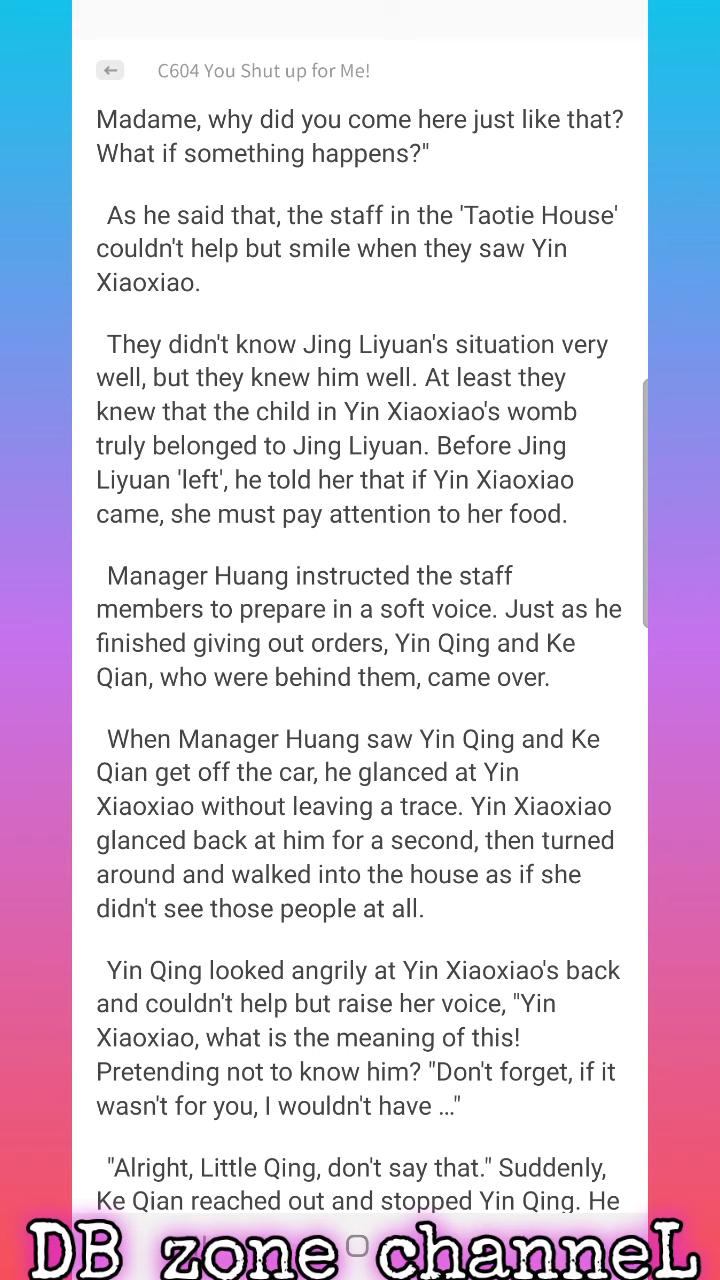 C604 You Shut up for Me!
Madame, why did you come here just like that?
What if something happens?"
As he said that, the staff in the 'Taotie House'
couldn't help but smile when they saw Yin
Xiaoxiao.
They didn't know Jing Liyuan's situation very
well, but they knew him well. At least they
knew that the child in Yin Xiaoxiao's womb
truly belonged to Jing Liyuan. Before Jing
Liyuan 'left', he told her that if Yin Xiaoxiao
came, she must pay attention to her food.
Manager Huang instructed the staff
members to prepare in a soft voice. Just as he
finished giving out orders, Yin Qing and Ke
Qian, who were behind them, came over.
When Manager Huang saw Yin Qing and Ke
Qian get off the car, he glanced at Yin
Xiaoxiao without leaving a trace. Yin Xiaoxiao
glanced back at him for a second, then turned
around and walked into the house as if she
didn't see those people at all.
Yin Qing looked angrily at Yin Xiaoxiao's back
and couldn't help but raise her voice, "Yin
Xiaoxiao, what is the meaning of this!
Pretending not to know him? "Don't forget, if it
wasn't for you, I wouldn't have …"
"Alright, Little Qing, don't say that." Suddenly,
Ke Qian reached out and stopped Yin Qing. He
DB zone channeL